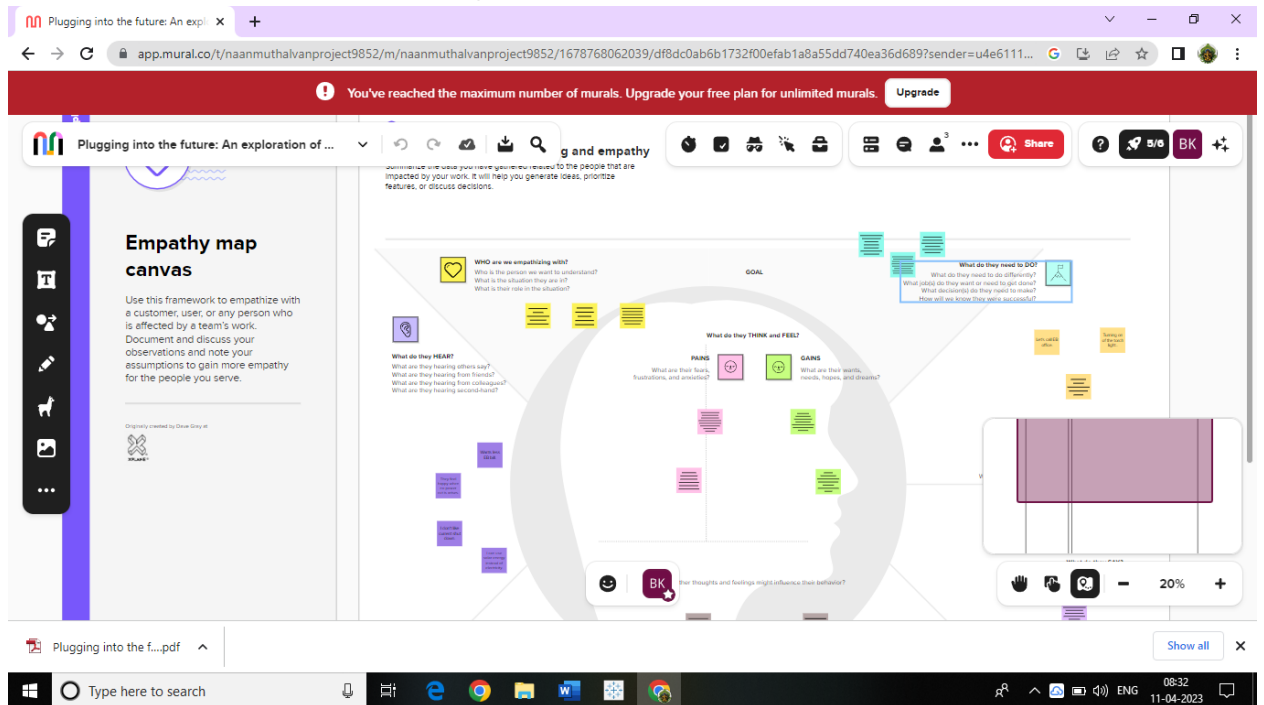 Plugging into the future: An expl
app.mural.co/t/naanmuthalvanproject9852/m/naanmuthalvanproject9852/1678768062039/df8dc0ab6b1732f00efab1a8a55dd740ea36d689?sender=u4e6111...
You've reached the maximum number of murals. Upgrade your free plan for unlimited murals. Upgrade
Plugging into the future: An exploration of ...
g and empathy
3
Share
5/6
BK
Summarize the data you have gathered related to the people that are
impacted by your work. It will help you generate ideas, prioritize
features, or discuss decisions.
Empathy map
canvas
Use this framework to empathize with
a customer, user, or any person who
is affected by a team's work.
Document and discuss your
observations and note your
assumptions to gain more empathy
for the people you serve.
Originally created by Dave Gray at
XPLANE
WHO are we empathizing with?
Who is the person we want to understand?
What is the situation they are in?
What is their role in the situation?
GOAL
What do they need to DO?
What do they need to do differently?
What job(s) do they want or need to get done?
What decision(s) do they need to make?
How will we know they were successful?
What do they HEAR?
What are they hearing others say?
What are they hearing from friends?
What are they hearing from colleagues?
What are they hearing second-hand?
What do they THINK and FEEL?
PAINS
What are their fears,
frustrations, and anxieties?
GAINS
What are their wants,
needs, hopes, and dreams?
BK
ther thoughts and feelings might influence their behavior?
20%
Plugging into the f....pdf
Show all
Type here to search
ENG
08:32
11-04-2023